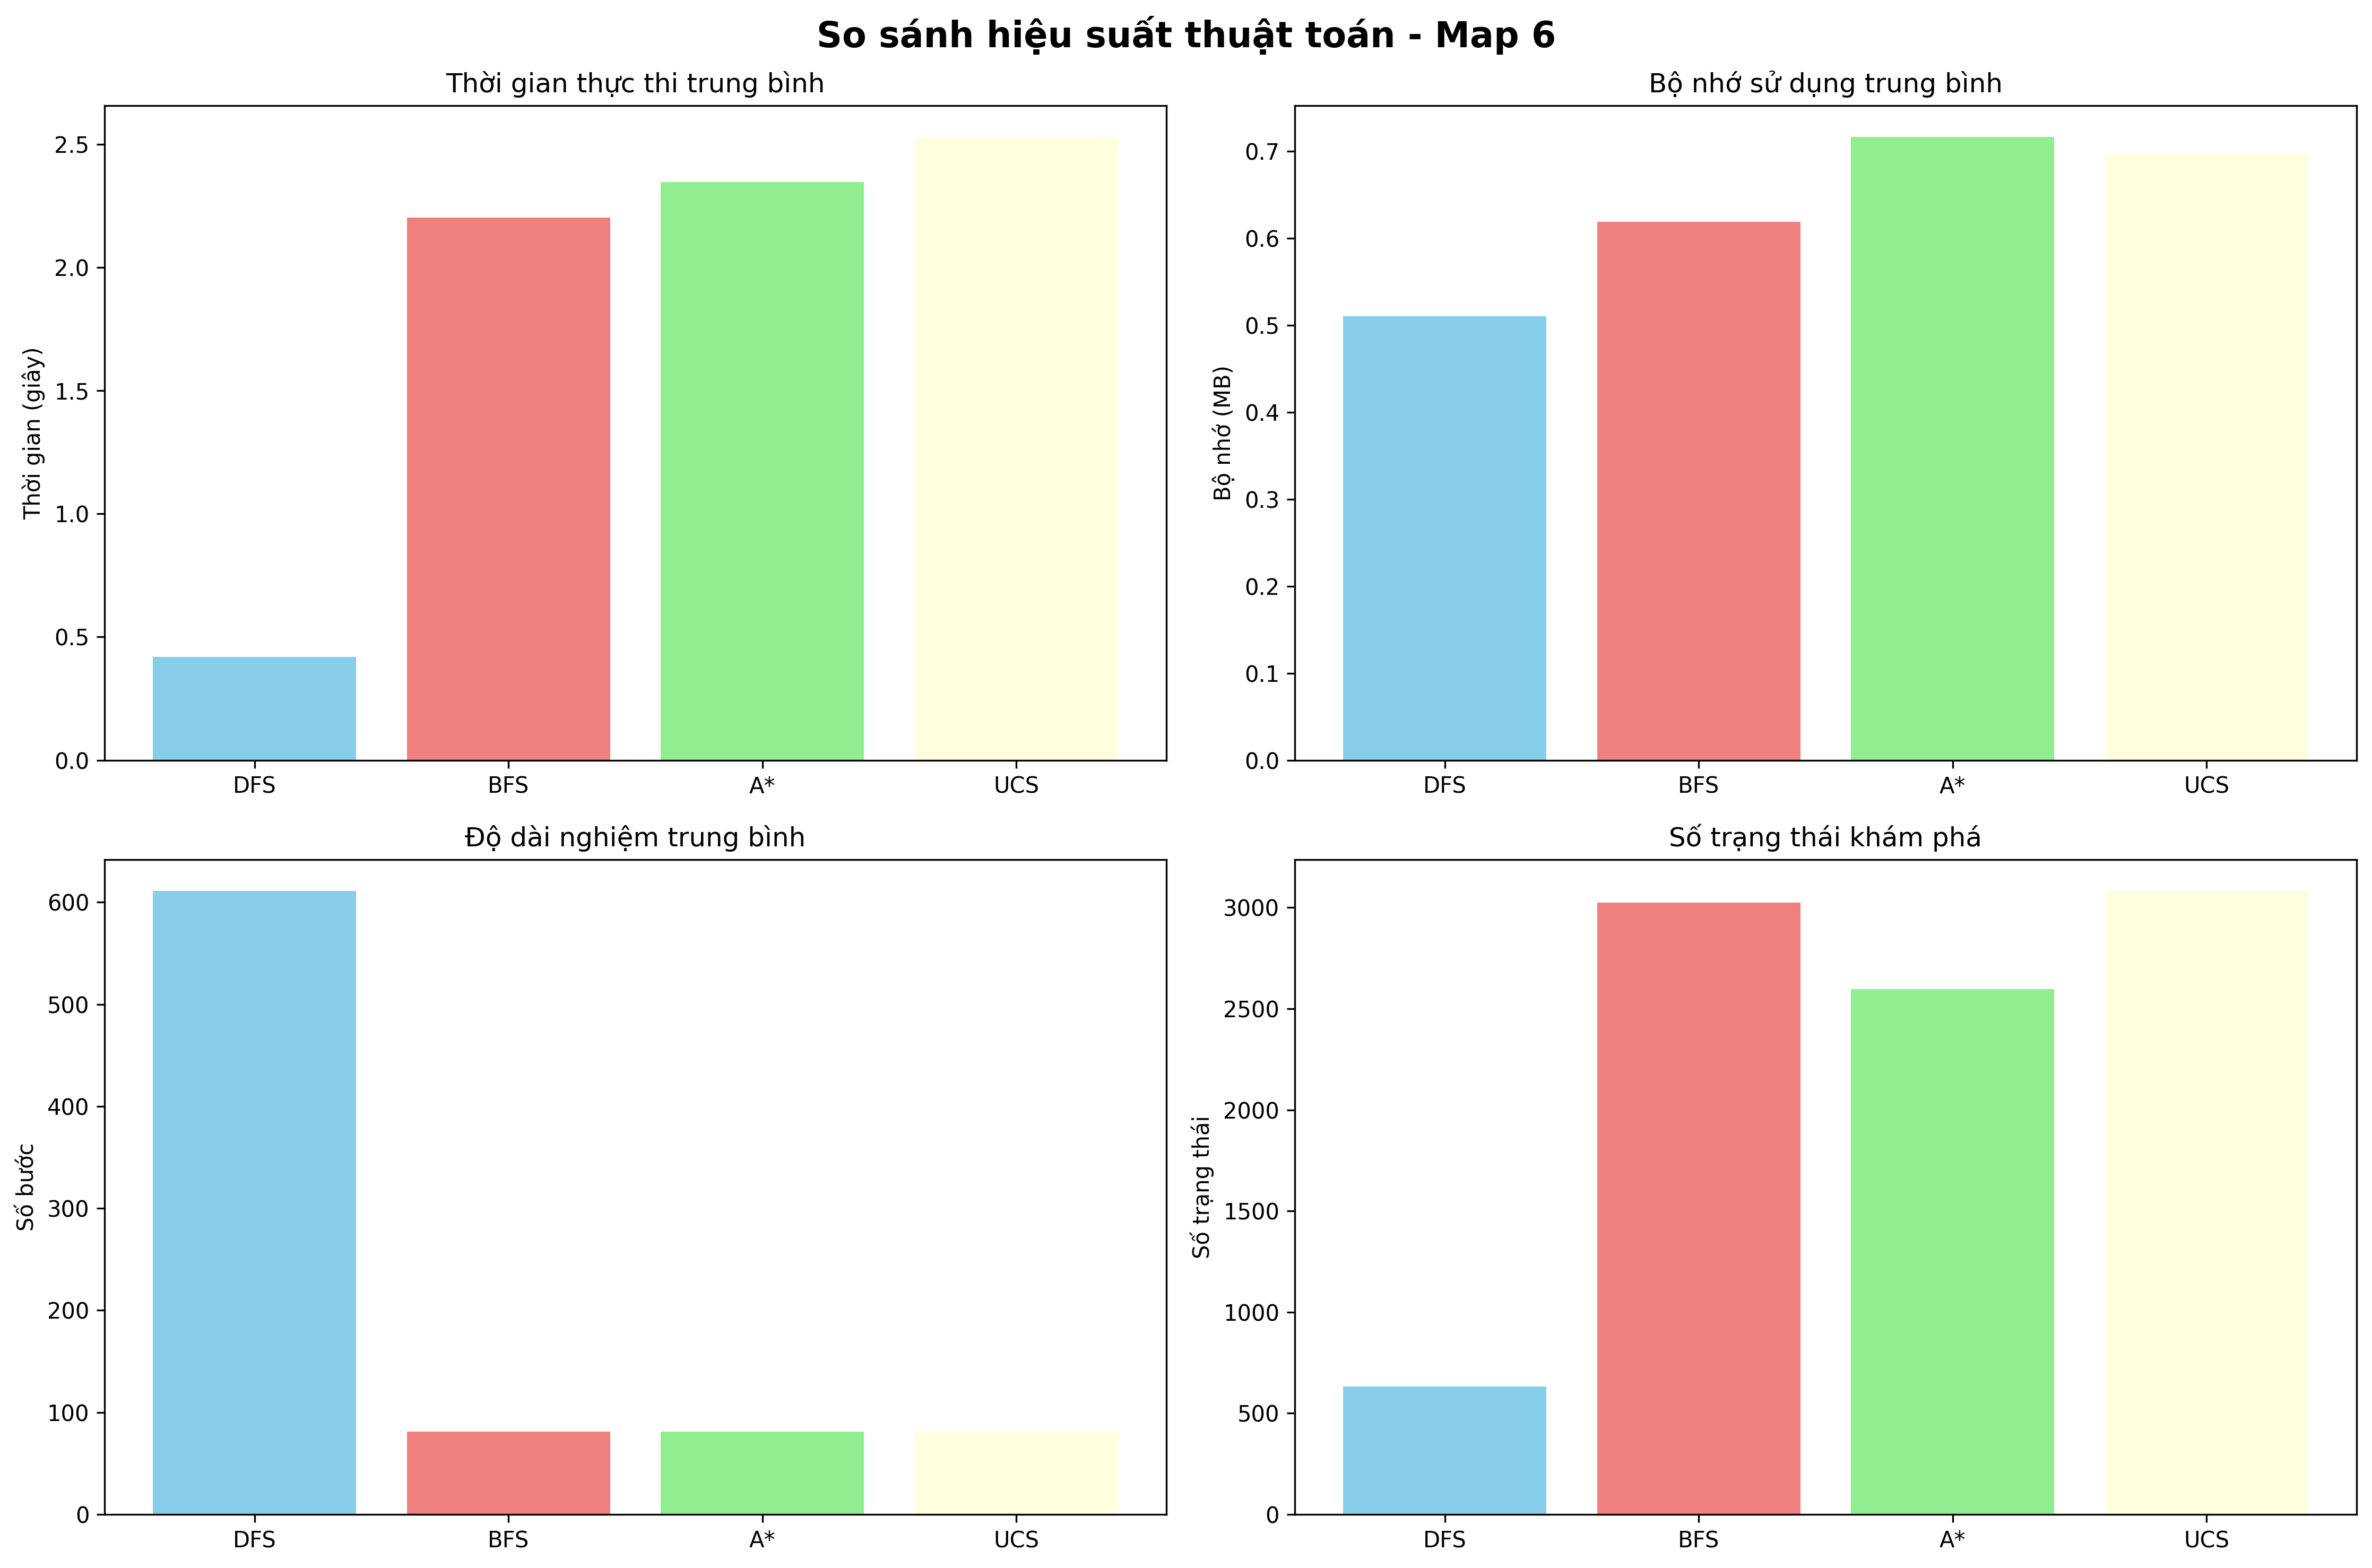 So sánh hiệu suất thuật toán - Map 6
Thời gian thực thi trung bình
Thời gian (giây)
2.5
2.0
1.5
1.0
0.5
0.0
DFS BFS A* UCS
Bộ nhớ sử dụng trung bình
Bộ nhớ (MB)
0.7
0.6
0.5
0.4
0.3
0.2
0.1
0.0
DFS BFS A* UCS
Độ dài nghiệm trung bình
Số bước
600
500
400
300
200
100
0
DFS BFS A* UCS
Số trạng thái khám phá
Số trạng thái
3000
2500
2000
1500
1000
500
0
DFS BFS A* UCS